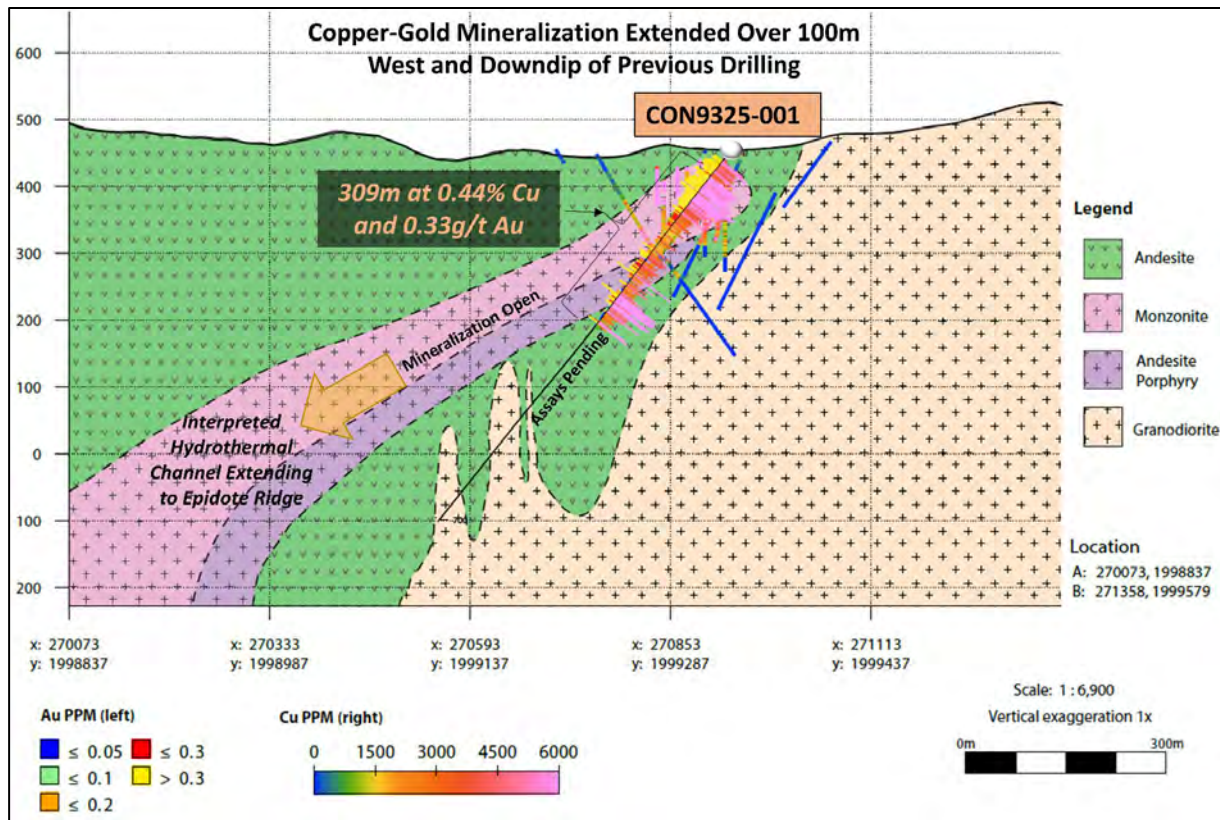 Copper-Gold Mineralization Extended Over 100m
West and Downdip of Previous Drilling
600
500
400
300
200
100
0
100
200
CON9325-001
309m at 0.44% Cu
and 0.33g/t Au
Mineralization Open
Assays Pending
Interpreted
Hydrothermal
Channel Extending
to Epidote Ridge
Legend
Andesite
Monzonite
Andesite
Porphyry
Granodiorite
Location
A: 270073, 1998837
B: 271358, 1999579
x: 270073
y: 1998837
x: 270333
y: 1998987
x: 270593
y: 1999137
x: 270853
y: 1999287
x: 271113
y: 1999437
Au PPM (left)
≤ 0.05
≤ 0.1
≤ 0.2
≤ 0.3
> 0.3
Cu PPM (right)
0 1500 3000 4500 6000
Scale: 1 : 6,900
Vertical exaggeration 1x
0m 300m